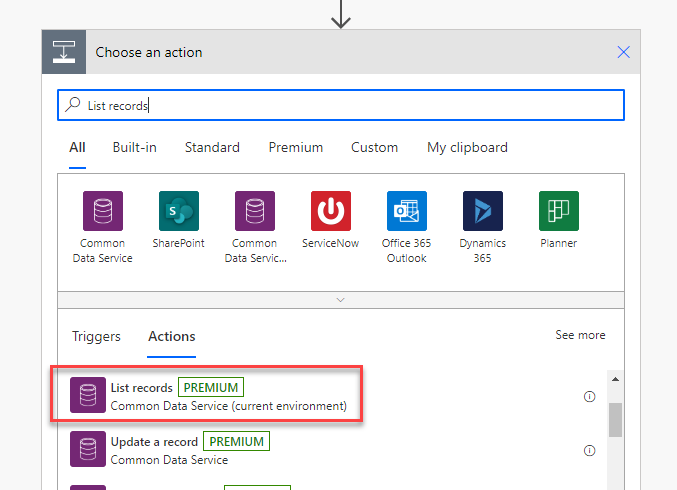 Choose an action
List records
All Built-in Standard Premium Custom My clipboard
Common Data Service
SharePoint
Common Data Servic...
ServiceNow
Office 365 Outlook
Dynamics 365
Planner
Triggers Actions See more
List records PREMIUM
Common Data Service (current environment)
Update a record PREMIUM
Common Data Service